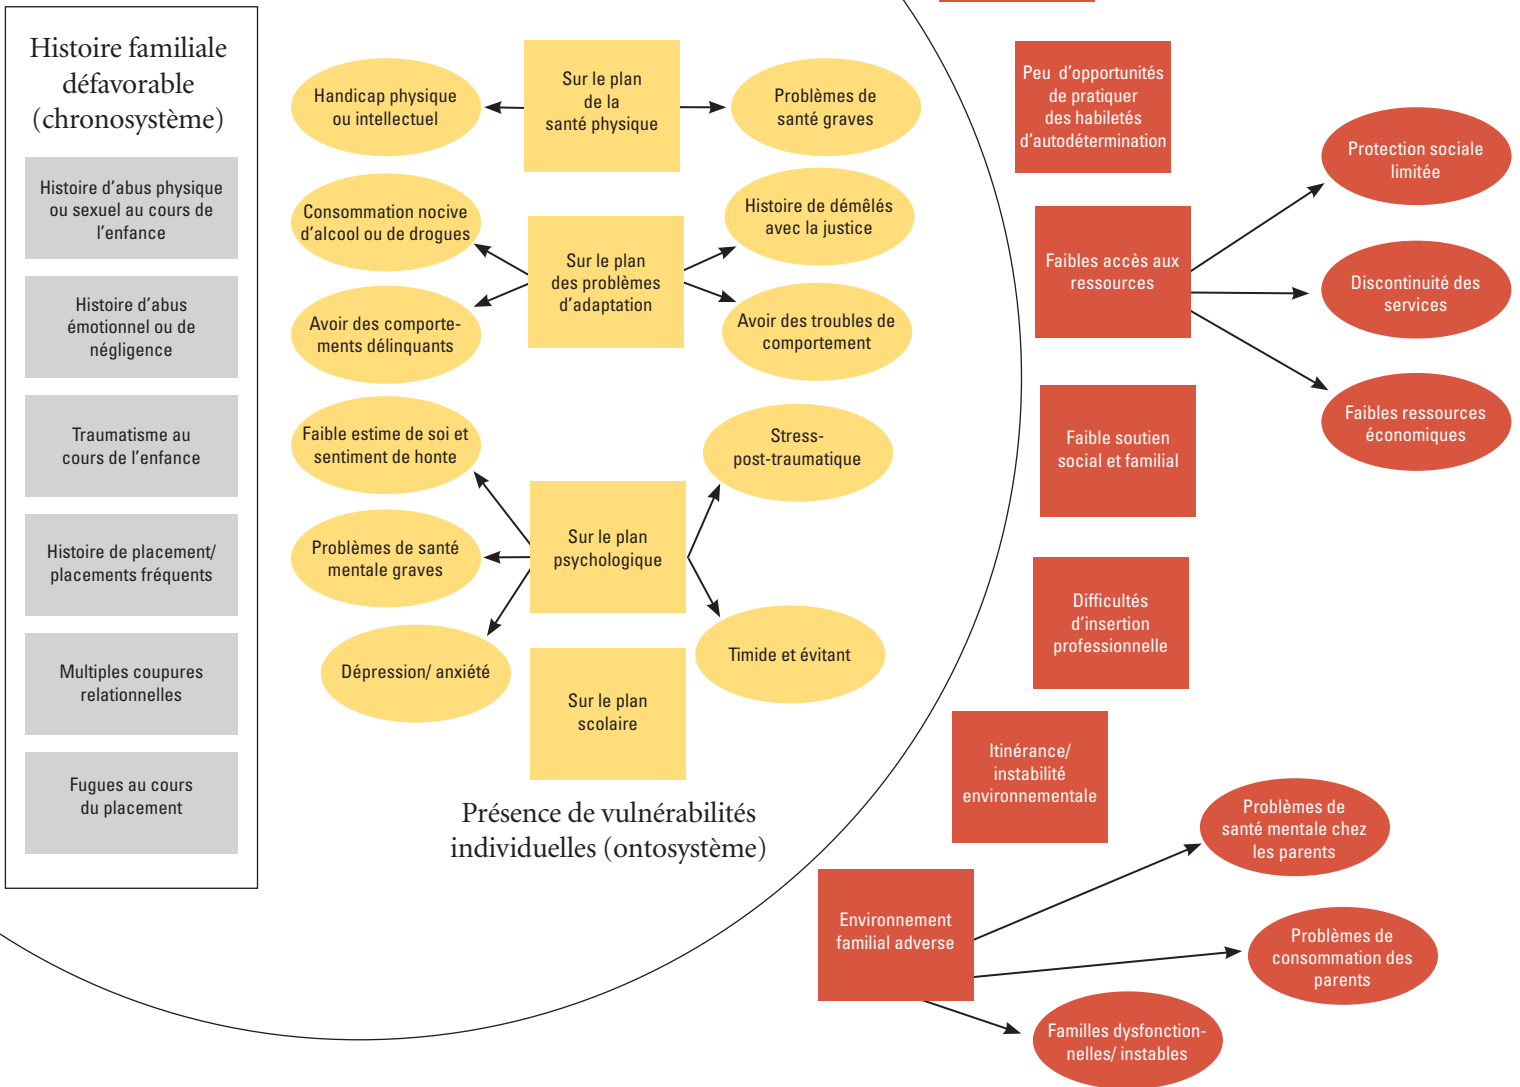 Histoire familiale
défavorable
(chronosystème)
Histoire d'abus physique
ou sexuel au cours de
l'enfance
Histoire d'abus
émotionnel ou de
négligence
Traumatisme au
cours de l'enfance
Histoire de placement/
placements fréquents
Multiples coupures
relationnelles
Fugues au cours
du placement
Handicap physique
ou intellectuel
Sur le plan
de la
santé physique
Problèmes de
santé graves
Consommation nocive
d'alcool ou de drogues
Avoir des comporte-
ments délinquants
Sur le plan
des problèmes
d'adaptation
Histoire de démêlés
avec la justice
Avoir des troubles de
comportement
Faible estime de soi et
sentiment de honte
Problèmes de santé
mentale graves
Dépression/ anxiété
Sur le plan
psychologique
Stress-
post-traumatique
Timide et évitant
Sur le plan
scolaire
Présence de vulnérabilités
individuelles (ontosystème)
Peu d'opportunités
de pratiquer
des habiletés
d'autodétermination
Faibles accès aux
ressources
Protection sociale
limitée
Discontinuité des
services
Faibles ressources
économiques
Faible soutien
social et familial
Difficultés
d'insertion
professionnelle
Itinérance/
instabilité
environnementale
Environnement
familial adverse
Problèmes de
santé mentale chez
les parents
Problèmes de
consommation des
parents
Familles dysfonction-
nelles/ instables